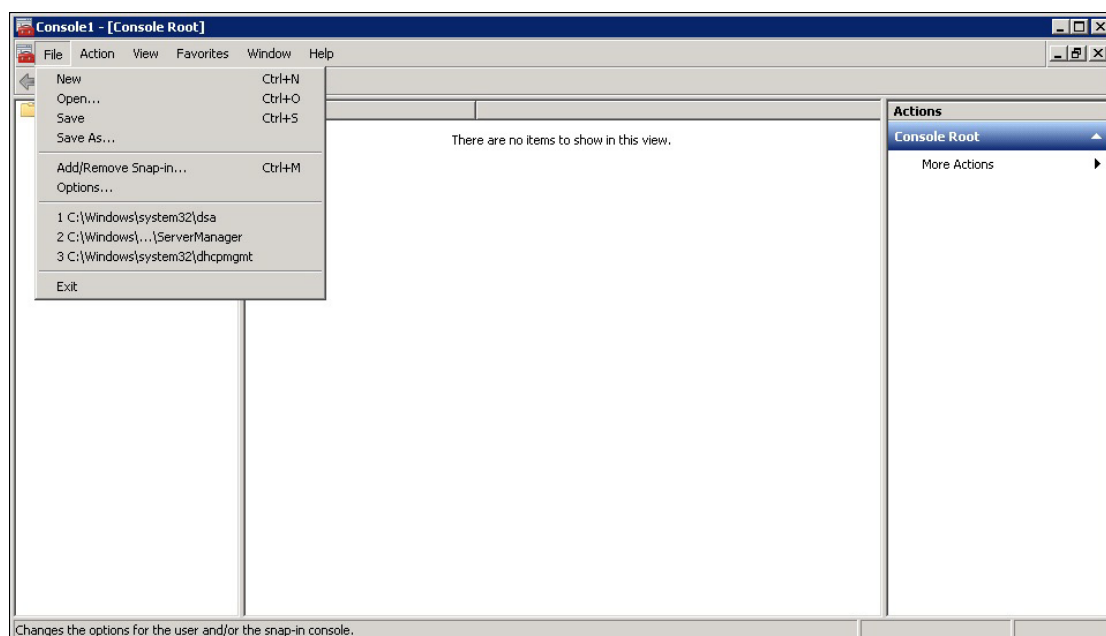 Console1 - [Console Root]
File Action View Favorites Window Help
New Ctrl+N
Open... Ctrl+O
Save Ctrl+S
Save As...
Add/Remove Snap-in... Ctrl+M
Options...
1 C:\Windows\system32\dsa
2 C:\Windows\...\ServerManager
3 C:\Windows\system32\dhcpmgmt
Exit
There are no items to show in this view.
Actions
Console Root
More Actions
Changes the options for the user and/or the snap-in console.